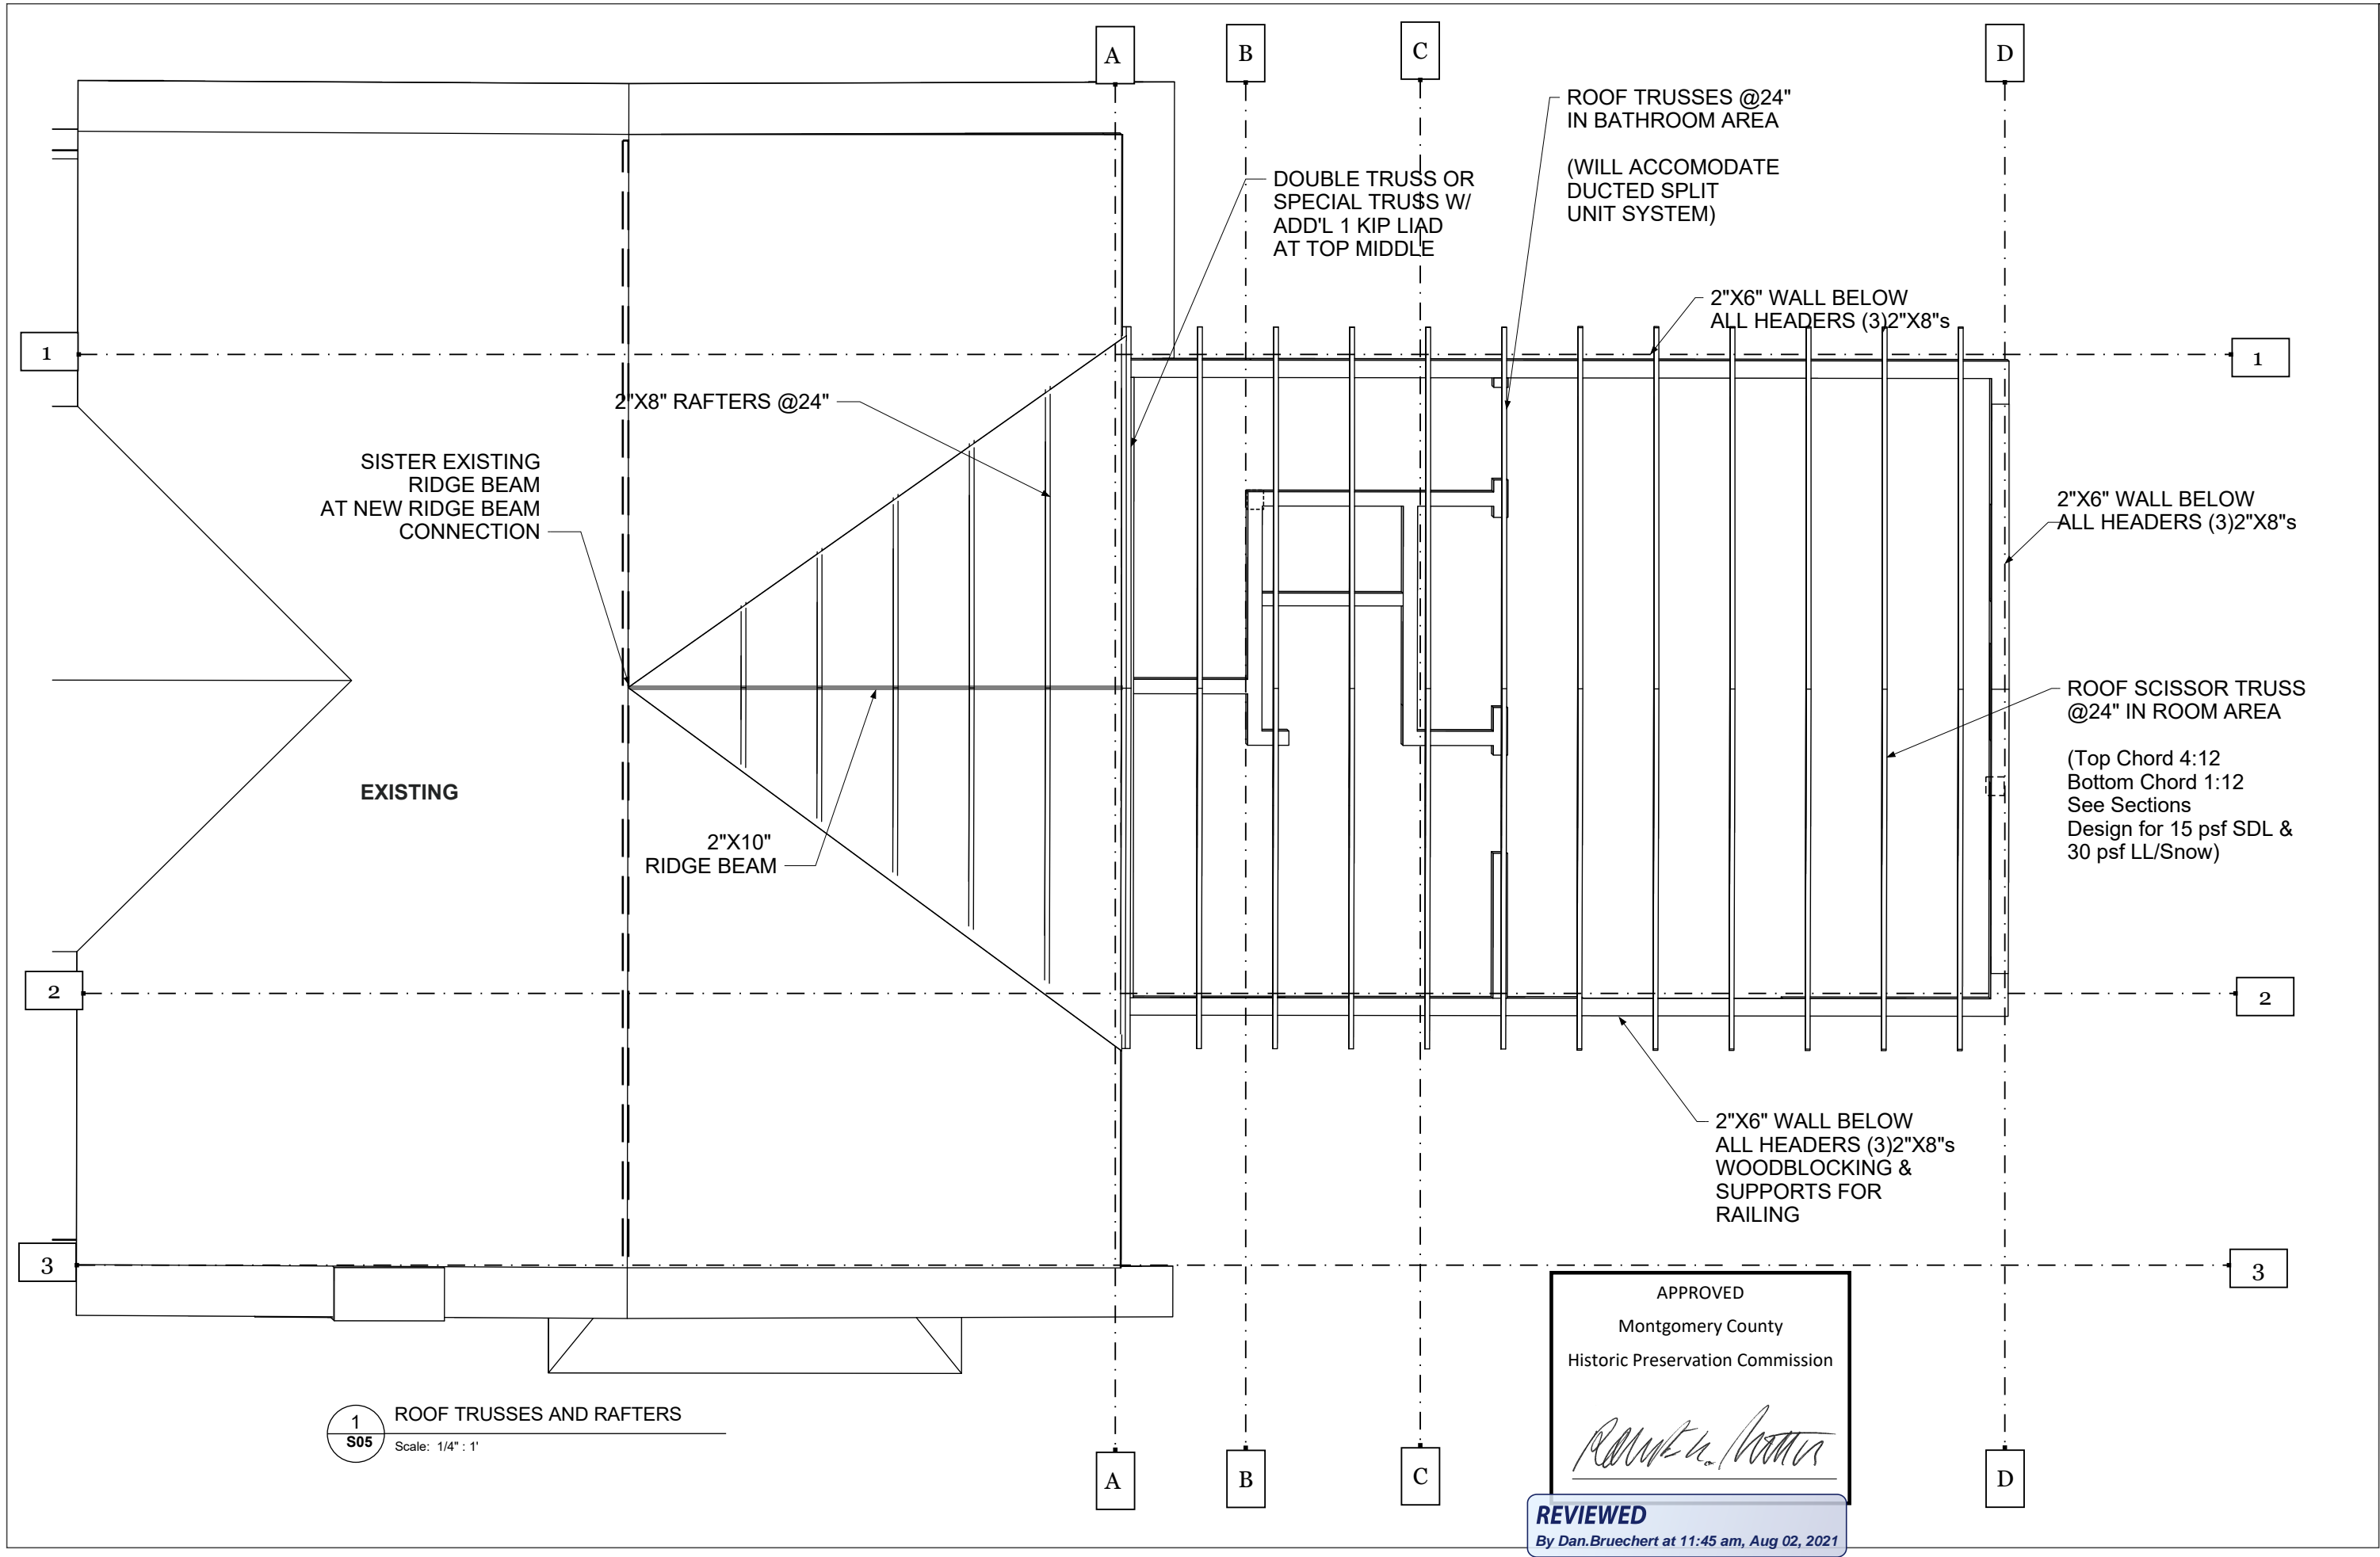 A
B
C
D
ROOF TRUSSES @24"
IN BATHROOM AREA
(WILL ACCOMODATE
DUCTED SPLIT
UNIT SYSTEM)
DOUBLE TRUSS OR
SPECIAL TRUSS W/
ADD'L 1 KIP LIAD
AT TOP MIDDLE
2"X6" WALL BELOW
ALL HEADERS (3)2"X8"s
1
1
2"X8" RAFTERS @24"
SISTER EXISTING
RIDGE BEAM
AT NEW RIDGE BEAM
CONNECTION
2"X6" WALL BELOW
ALL HEADERS (3)2"X8"s
ROOF SCISSOR TRUSS
@24" IN ROOM AREA
(Top Chord 4:12
Bottom Chord 1:12
See Sections
Design for 15 psf SDL &
30 psf LL/Snow)
EXISTING
2"X10"
RIDGE BEAM
2
2
2"X6" WALL BELOW
ALL HEADERS (3)2"X8"s
WOODBLOCKING &
SUPPORTS FOR
RAILING
3
3
APPROVED
Montgomery County
Historic Preservation Commission
1
S05
ROOF TRUSSES AND RAFTERS
Scale: 1/4" : 1'
A
B
C
D
REVIEWED
By Dan.Bruechert at 11:45 am, Aug 02, 2021